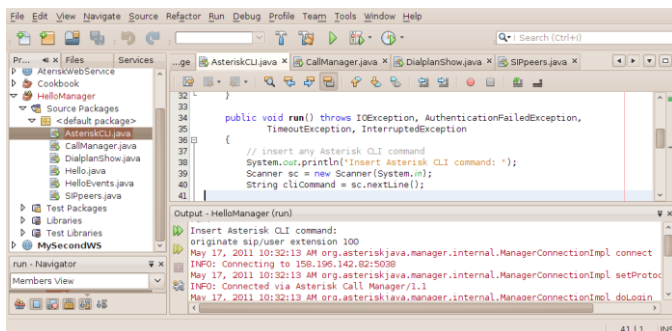 File Edit View Navigate Source Refactor Run Debug Profile Team Tools Window Help
Search (Ctrl+I)
Pr... Files Services
...ge AsteriskCLI.java CallManager.java DialplanShow.java SIPpeers.java
AteriskWebService
Cookbook
HelloManager
Source Packages
<default package>
AsteriskCLI.java
CallManager.java
DialplanShow.java
Hello.java
HelloEvents.java
SIPpeers.java
Test Packages
Libraries
Test Libraries
MySecondWS
run - Navigator
Members View
32 }
33
34 public void run() throws IOException, AuthenticationFailedException,
35 TimeoutException, InterruptedException
36 {
37 // insert any Asterisk CLI command
38 System.out.println("Insert Asterisk CLI command: ");
39 Scanner sc = new Scanner(System.in);
40 String cliCommand = sc.nextLine();
41
Output - HelloManager (run)
Insert Asterisk CLI command:
originate sip/user extension 100
May 17, 2011 10:32:13 AM org.asteriskjava.manager.internal.ManagerConnectionImpl connect
INFO: Connecting to 158.196.142.82:5038
May 17, 2011 10:32:13 AM org.asteriskjava.manager.internal.ManagerConnectionImpl setProtoc
INFO: Connected via Asterisk Call Manager/1.1
May 17, 2011 10:32:13 AM org.asteriskjava.manager.internal.ManagerConnectionImpl doLogin
41|1 INS